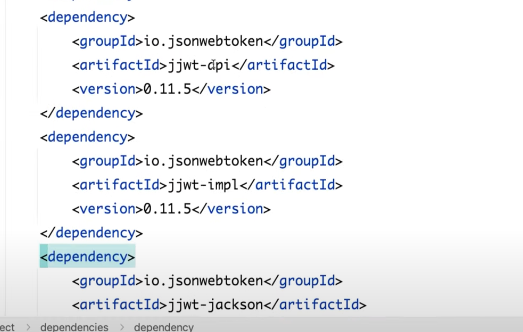 <dependency>
<groupId>io.jsonwebtoken</groupId>
<artifactId>jjwt-api</artifactId>
<version>0.11.5</version>
</dependency>
<dependency>
<groupId>io.jsonwebtoken</groupId>
<artifactId>jjwt-impl</artifactId>
<version>0.11.5</version>
</dependency>
<dependency>
<groupId>io.jsonwebtoken</groupId>
<artifactId>jjwt-jackson</artifactId>
ect > dependencies > dependency